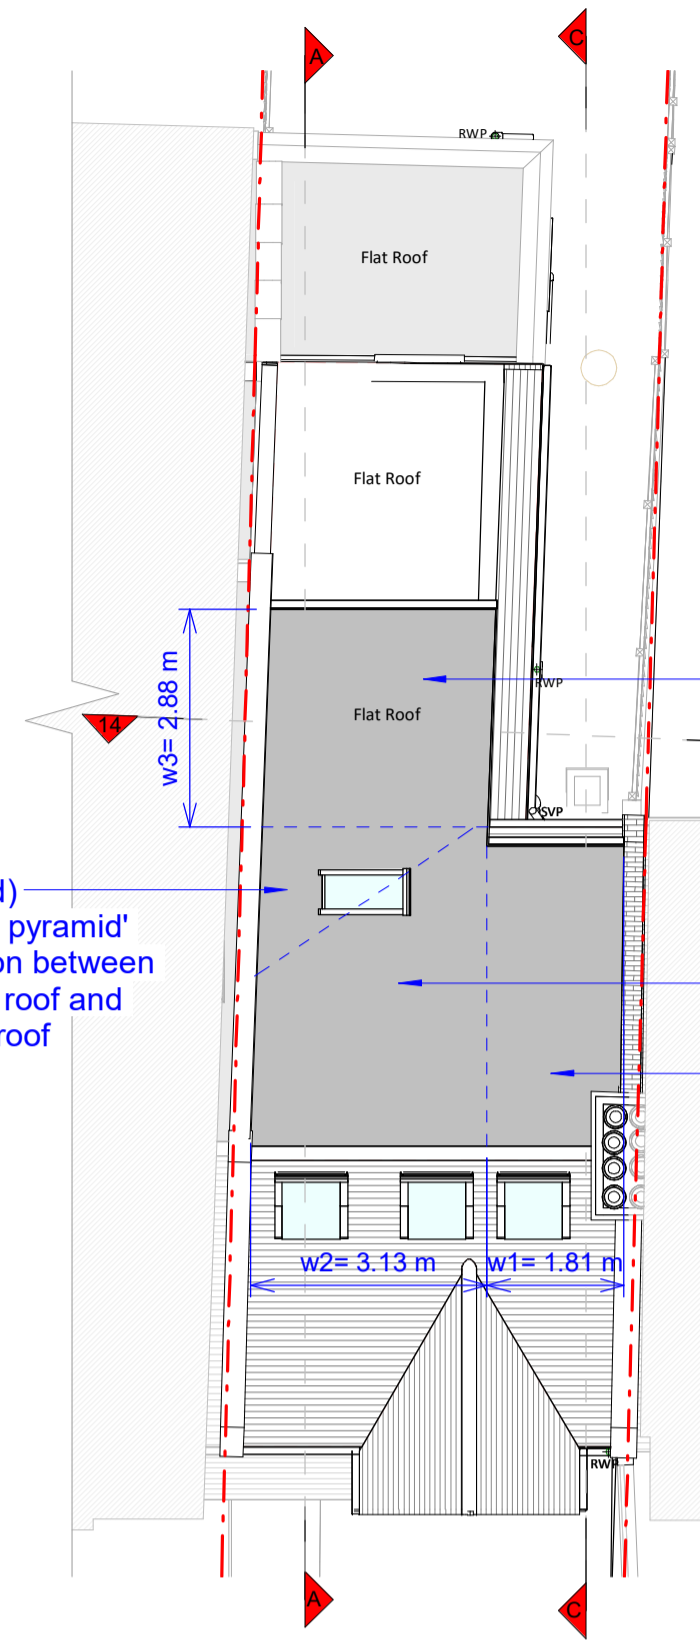 A
C
RWP
Flat Roof
Flat Roof
w3= 2.88 m
RWP
Flat Roof
14
SVP
d)
pyramid'
on between
roof and
roof
w2= 3.13 m
w1= 1.81 m
RWP
A
C